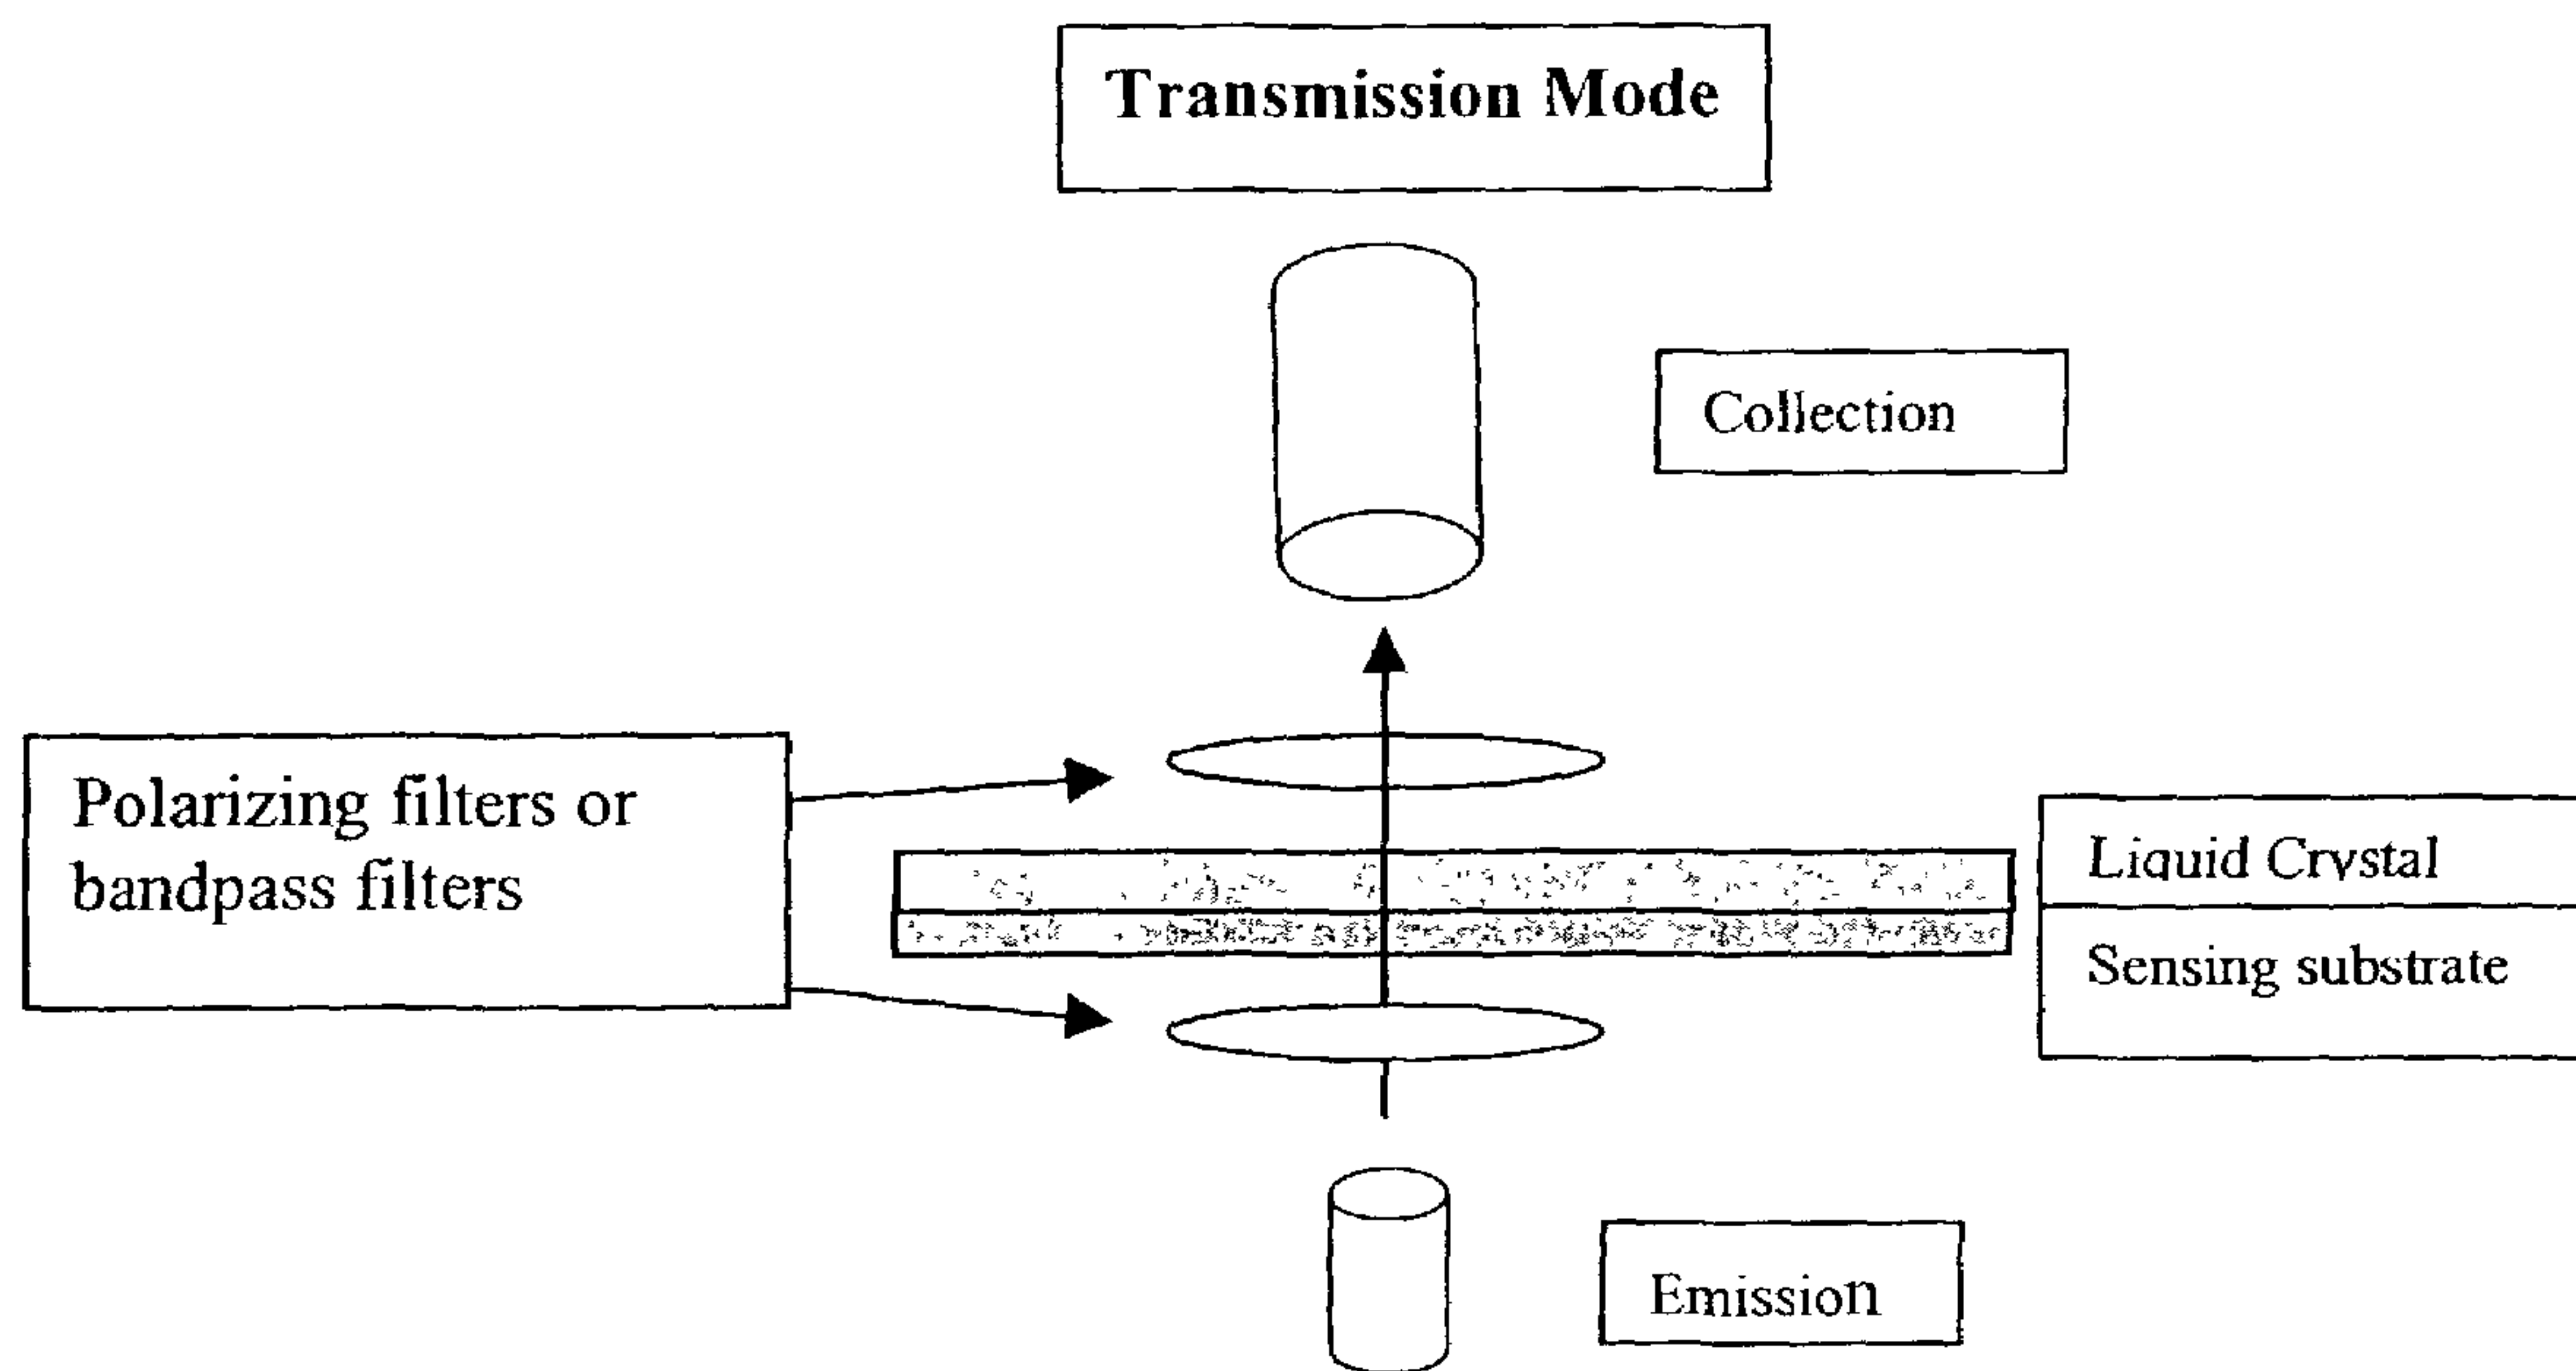 Transmission Mode
Collection
Polarizing filters or
bandpass filters
Liquid Crystal
Sensing substrate
Emission